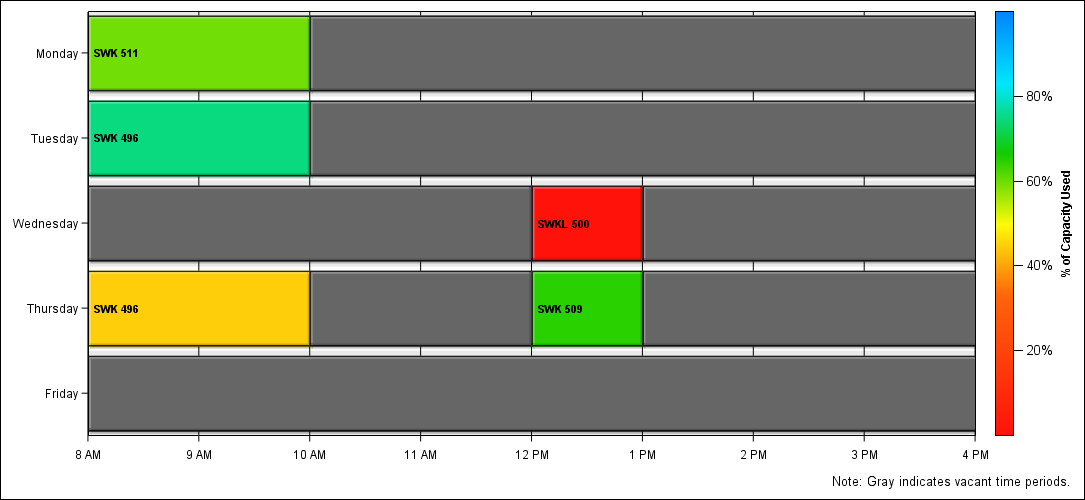 Monday
SWK 511
Tuesday
SWK 496
Wednesday
SWKL 500
Thursday
SWK 496
SWK 509
Friday
8 AM 9 AM 10 AM 11 AM 12 PM 1 PM 2 PM 3 PM 4 PM
80%
60%
40%
20%
% of Capacity Used
Note: Gray indicates vacant time periods.